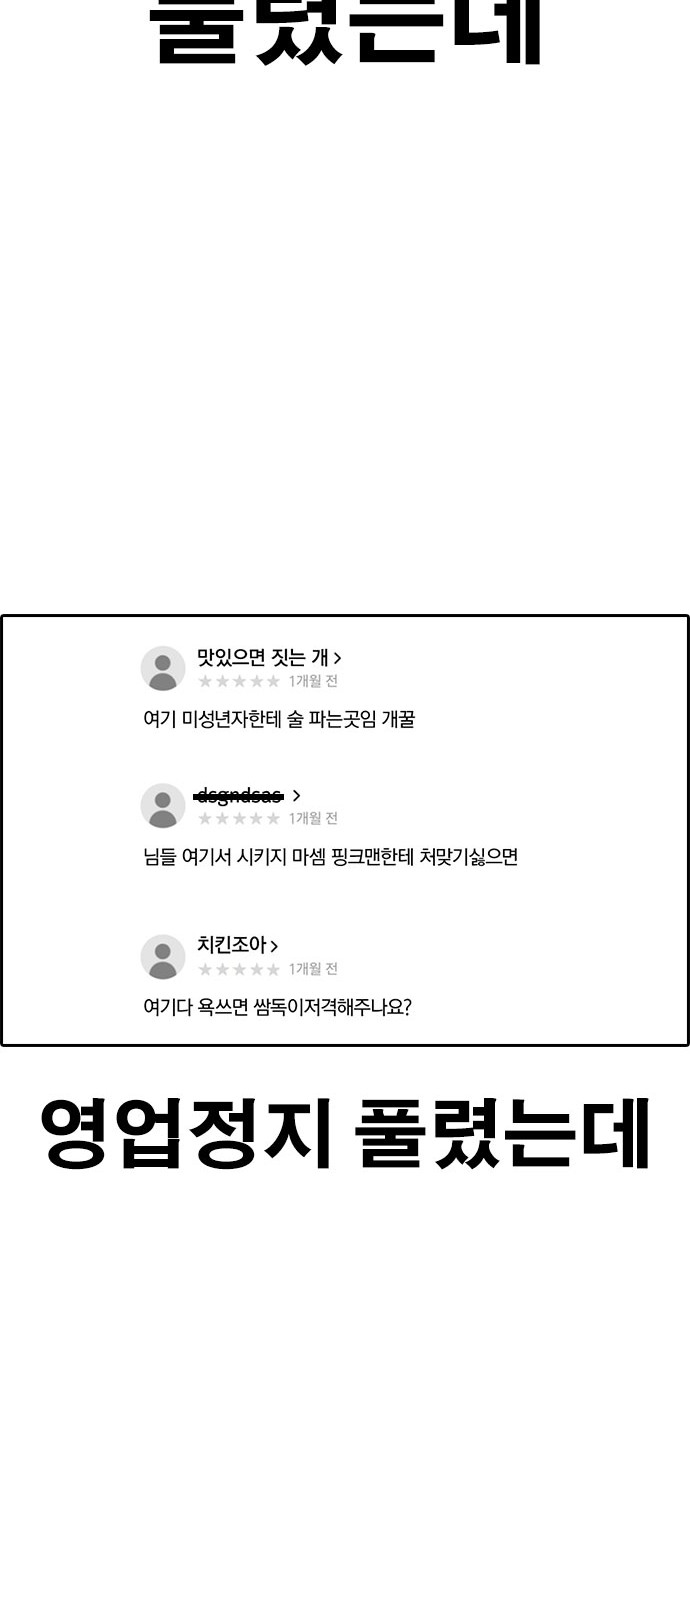 풀렸는데
맛있으면 짓는 개 >
★★★★★ 1개월 전
여기 미성년자한테 술 파는곳임 개꿀
dsgndsas >
★★★★★ 1개월 전
님들 여기서 시키지 마셈 핑크맨한테 처맞기싫으면
치킨조아 >
★★★★★ 1개월 전
여기다 욕쓰면 쌈독이저격해주나요?
영업정지 풀렸는데